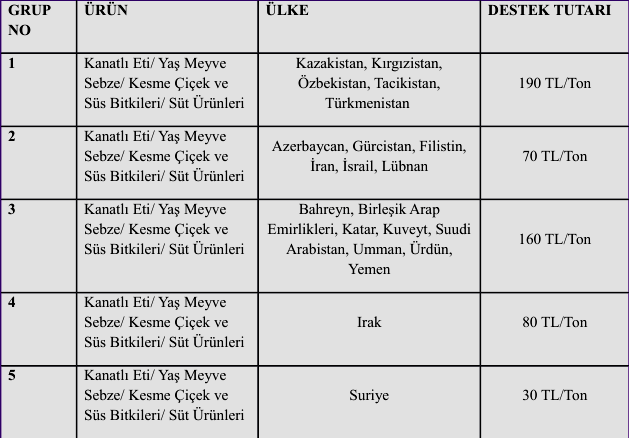 GRUP NO
ÜRÜN
ÜLKE
DESTEK TUTARI
1
Kanatlı Eti/ Yaş Meyve
Sebze/ Kesme Çiçek ve
Süs Bitkileri/ Süt Ürünleri
Kazakistan, Kırgızistan,
Özbekistan, Tacikistan,
Türkmenistan
190 TL/Ton
2
Kanatlı Eti/ Yaş Meyve
Sebze/ Kesme Çiçek ve
Süs Bitkileri/ Süt Ürünleri
Azerbaycan, Gürcistan, Filistin,
İran, İsrail, Lübnan
70 TL/Ton
3
Kanatlı Eti/ Yaş Meyve
Sebze/ Kesme Çiçek ve
Süs Bitkileri/ Süt Ürünleri
Bahreyn, Birleşik Arap
Emirlikleri, Katar, Kuveyt, Suudi
Arabistan, Umman, Ürdün,
Yemen
160 TL/Ton
4
Kanatlı Eti/ Yaş Meyve
Sebze/ Kesme Çiçek ve
Süs Bitkileri/ Süt Ürünleri
Irak
80 TL/Ton
5
Kanatlı Eti/ Yaş Meyve
Sebze/ Kesme Çiçek ve
Süs Bitkileri/ Süt Ürünleri
Suriye
30 TL/Ton